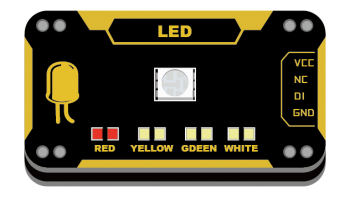 LED
VCC
NC
DI
GND
RED YELLOW GDEEN WHITE